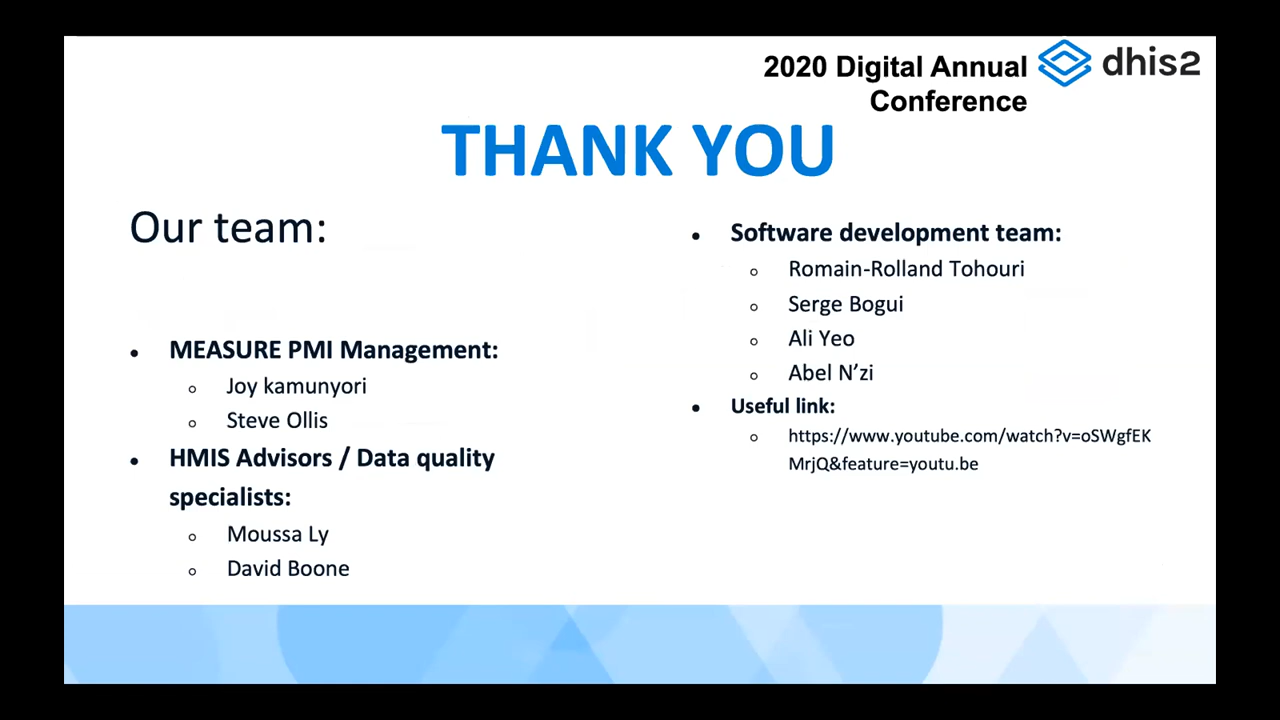 2020 Digital Annual
Conference
dhis2
THANK YOU
Our team:
• MEASURE PMI Management:
○ Joy kamunyori
○ Steve Ollis
• HMIS Advisors / Data quality
specialists:
○ Moussa Ly
○ David Boone
• Software development team:
○ Romain-Rolland Tohouri
○ Serge Bogui
○ Ali Yeo
○ Abel N’zi
• Useful link:
○ https://www.youtube.com/watch?v=oSWgfEK
MrjQ&feature=youtu.be